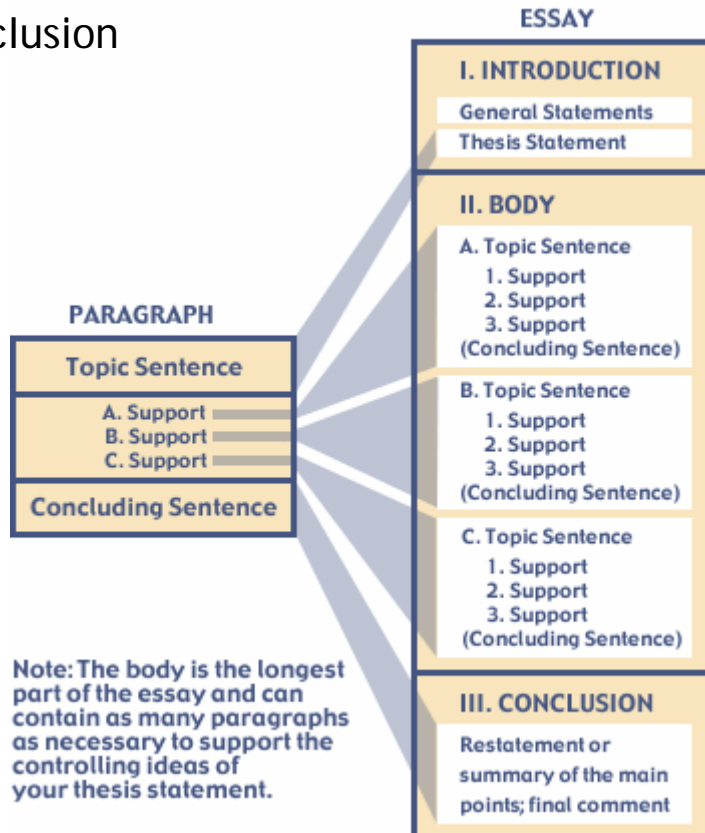 clusion
ESSAY
I. INTRODUCTION
General Statements
Thesis Statement
II. BODY
A. Topic Sentence
1. Support
2. Support
3. Support
(Concluding Sentence)
B. Topic Sentence
1. Support
2. Support
3. Support
(Concluding Sentence)
C. Topic Sentence
1. Support
2. Support
3. Support
(Concluding Sentence)
III. CONCLUSION
Restatement or
summary of the main
points; final comment
PARAGRAPH
Topic Sentence
A. Support
B. Support
C. Support
Concluding Sentence
Note: The body is the longest
part of the essay and can
contain as many paragraphs
as necessary to support the
controlling ideas of
your thesis statement.